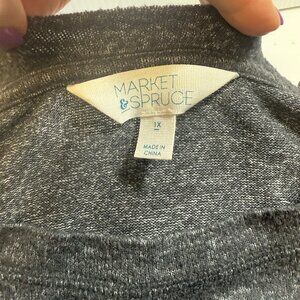 MARKET
& SPRUCE
1X
MADE IN
CHINA